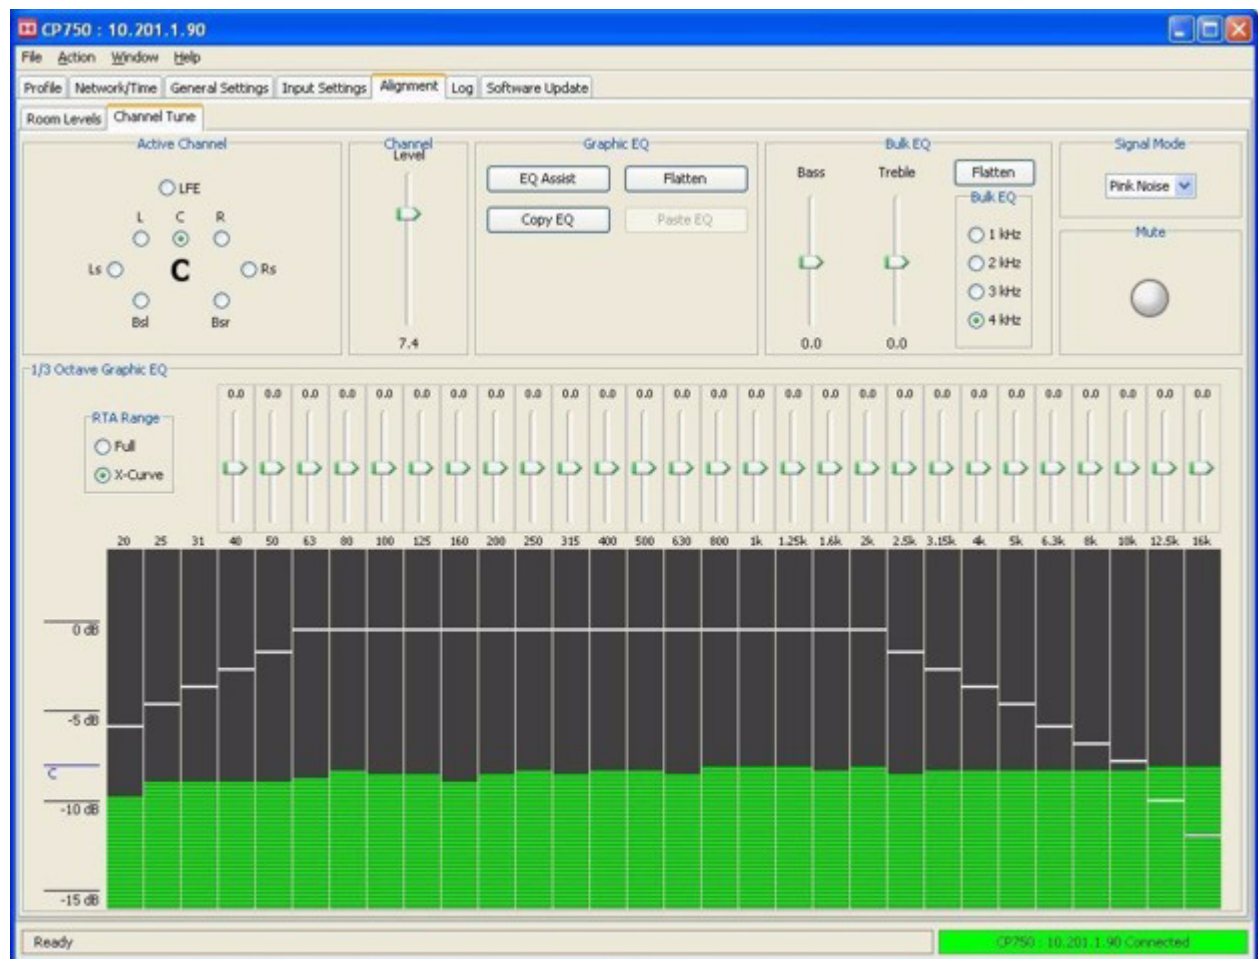 CP750 : 10.201.1.90
File Action Window Help
Profile Network/Time General Settings Input Settings Alignment Log Software Update
Room Levels Channel Tune
Active Channel
LFE
L C R
Ls C Rs
Bsl Bsr
Channel
Level
7.4
Graphic EQ
EQ Assist Flatten
Copy EQ Paste EQ
Bulk EQ
Bass Treble Flatten
Bulk EQ
1 kHz
2 kHz
3 kHz
4 kHz
0.0 0.0
Signal Mode
Pink Noise
Mute
1/3 Octave Graphic EQ
RTA Range
Full
X-Curve
0.0 0.0 0.0 0.0 0.0 0.0 0.0 0.0 0.0 0.0 0.0 0.0 0.0 0.0 0.0 0.0 0.0 0.0 0.0 0.0 0.0 0.0 0.0 0.0 0.0 0.0 0.0
20 25 31 40 50 63 80 100 125 160 200 250 315 400 500 630 800 1k 1.25k 1.6k 2k 2.5k 3.15k 4k 5k 6.3k 8k 10k 12.5k 16k
0 dB
-5 dB
C
-10 dB
-15 dB
Ready CP750 : 10.201.1.90 Connected